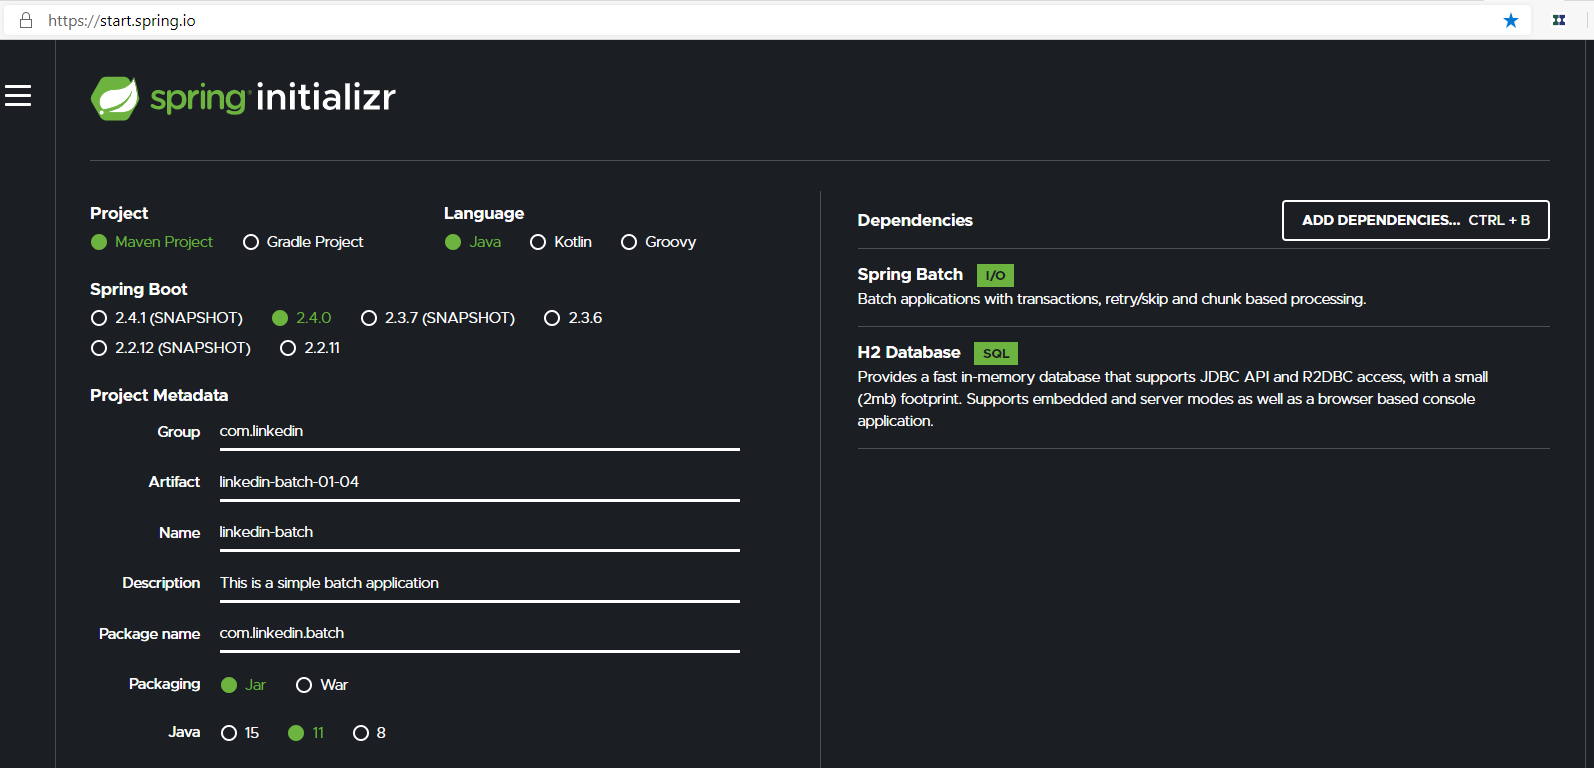 https://start.spring.io
spring initializr
Project
Maven Project Gradle Project
Language
Java Kotlin Groovy
Spring Boot
2.4.1 (SNAPSHOT) 2.4.0 2.3.7 (SNAPSHOT) 2.3.6
2.2.12 (SNAPSHOT) 2.2.11
Project Metadata
Group com.linkedin
Artifact linkedin-batch-01-04
Name linkedin-batch
Description This is a simple batch application
Package name com.linkedin.batch
Packaging Jar War
Java 15 11 8
Dependencies
ADD DEPENDENCIES... CTRL + B
Spring Batch I/O
Batch applications with transactions, retry/skip and chunk based processing.
H2 Database SQL
Provides a fast in-memory database that supports JDBC API and R2DBC access, with a small
(2mb) footprint. Supports embedded and server modes as well as a browser based console
application.